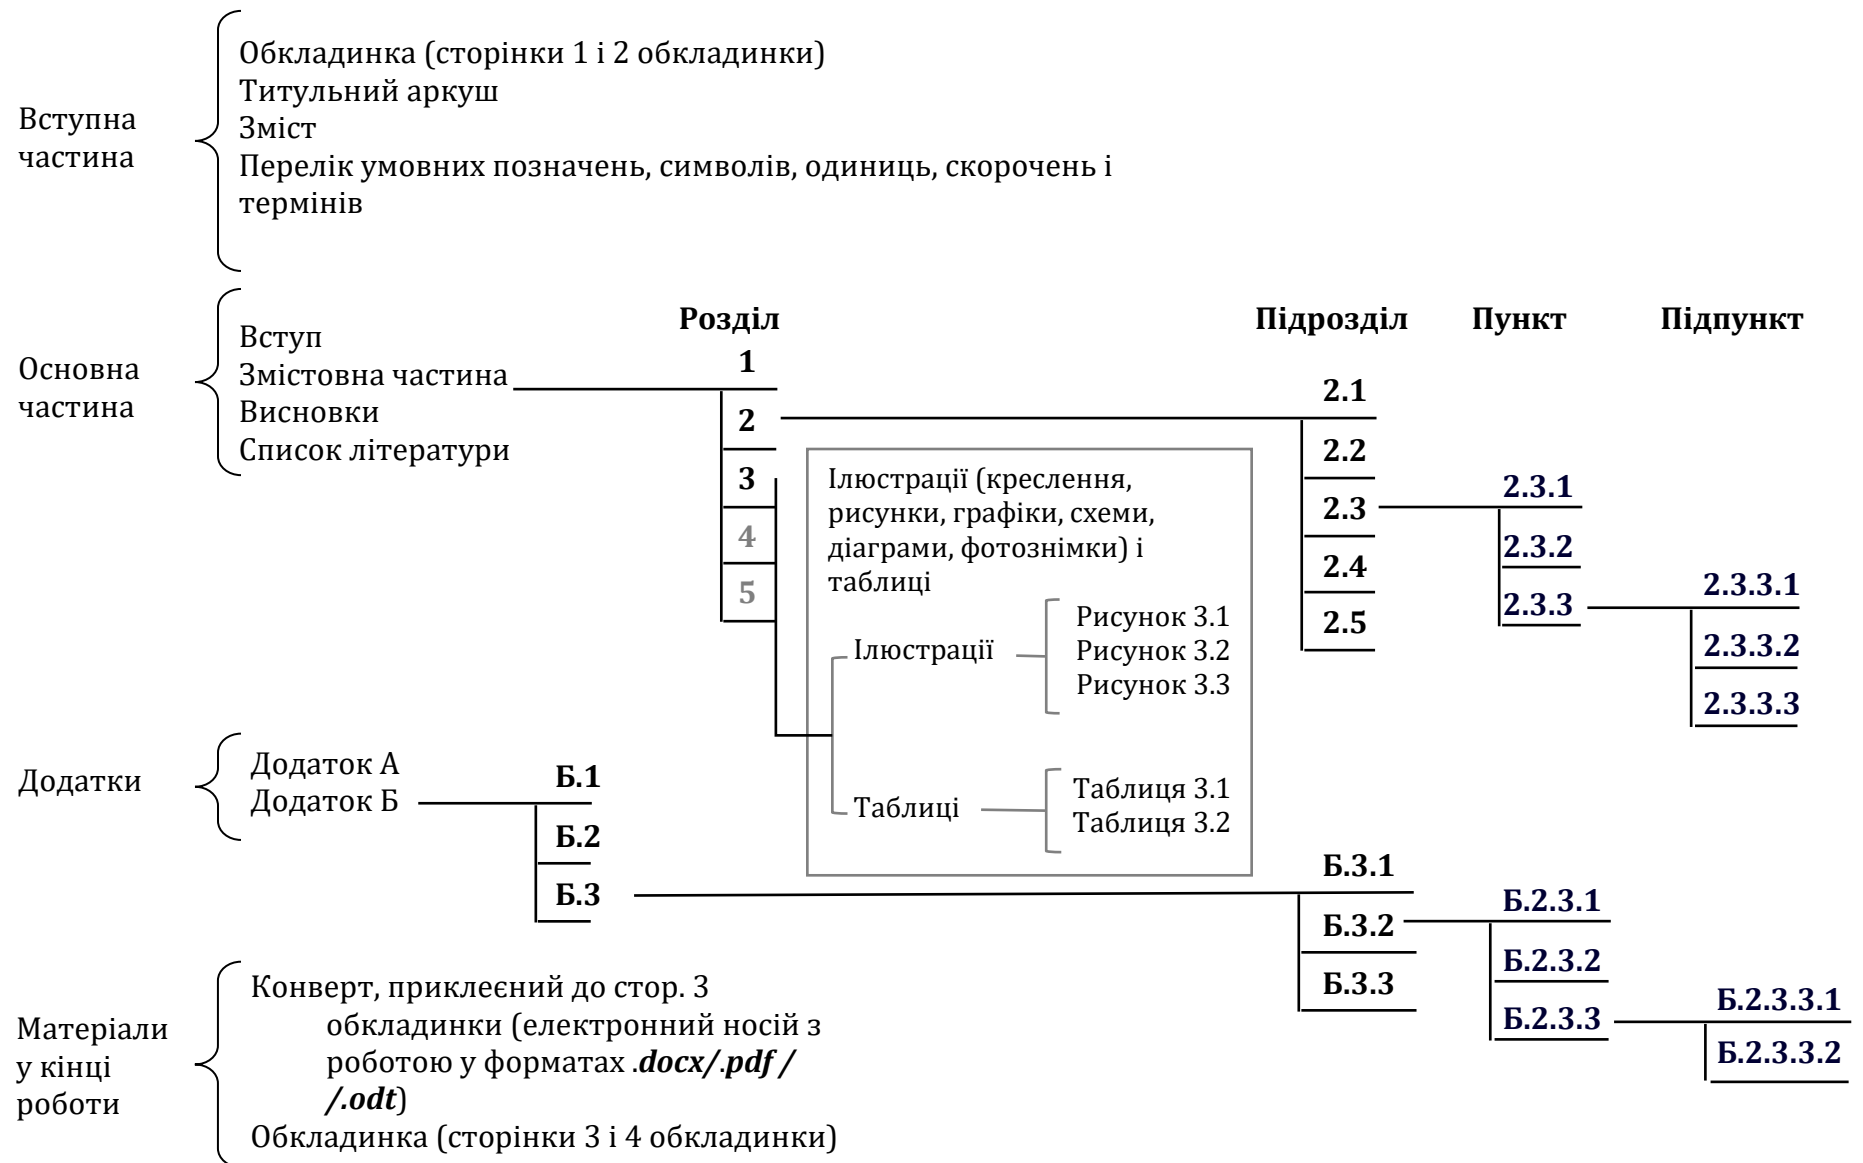 Вступна
частина
Обкладинка (сторінки 1 і 2 обкладинки)
Титульний аркуш
Зміст
Перелік умовних позначень, символів, одиниць, скорочень і
термінів
Основна
частина
Вступ
Змістовна частина
Висновки
Список літератури
Розділ
1
2
3
4
5
Підрозділ
2.1
2.2
2.3
2.4
2.5
Пункт
2.3.1
2.3.2
2.3.3
Підпункт
2.3.3.1
2.3.3.2
2.3.3.3
Ілюстрації (креслення,
рисунки, графіки, схеми,
діаграми, фотознімки) і
таблиці
Ілюстрації
Рисунок 3.1
Рисунок 3.2
Рисунок 3.3
Таблиці
Таблиця 3.1
Таблиця 3.2
Додатки
Додаток А
Додаток Б
Б.1
Б.2
Б.3
Б.3.1
Б.3.2
Б.3.3
Б.2.3.1
Б.2.3.2
Б.2.3.3
Б.2.3.3.1
Б.2.3.3.2
Матеріали
у кінці
роботи
Конверт, приклеєний до стор. 3
обкладинки (електронний носій з
роботою у форматах .docx/.pdf /
/.odt)
Обкладинка (сторінки 3 і 4 обкладинки)